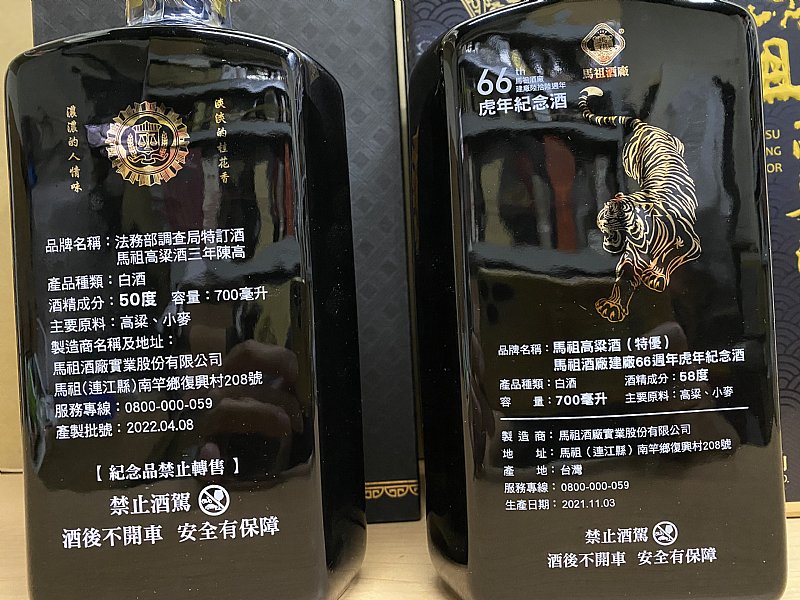 濃濃的人情味
淡淡的桂花香
品牌名稱：法務部調查局特訂酒
馬祖高粱酒三年陳高
產品種類：白酒
酒精成分：50度　容量：700毫升
主要原料：高粱、小麥
製造商名稱及地址：
馬祖酒廠實業股份有限公司
馬祖(連江縣)南竿鄉復興村208號
服務專線：0800-000-059
產製批號：2022.04.08
【紀念品禁止轉售】
禁止酒駕
酒後不開車　安全有保障
馬祖酒廠
66th
馬祖酒廠
建廠陸拾陸週年
虎年紀念酒
品牌名稱：馬祖高粱酒（特優）
馬祖酒廠建廠66週年虎年紀念酒
產品種類：白酒　酒精成分：58度
容　量：700毫升　主要原料：高粱、小麥
製 造 商：馬祖酒廠實業股份有限公司
地　址：馬祖（連江縣）南竿鄉復興村208號
產　地：台灣
服務專線：0800-000-059
生產日期：2021.11.03
禁止酒駕
酒後不開車　安全有保障